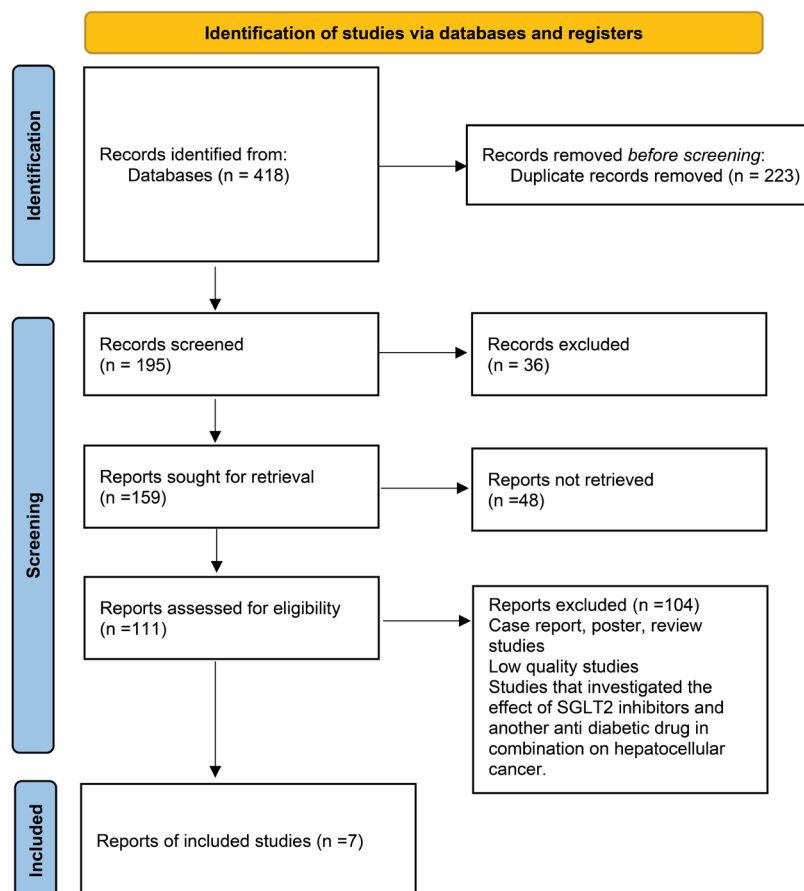 Identification of studies via databases and registers
Identification
Records identified from:
Databases (n = 418)
Records removed before screening:
Duplicate records removed (n = 223)
Screening
Records screened
(n = 195)
Records excluded
(n = 36)
Reports sought for retrieval
(n =159)
Reports not retrieved
(n =48)
Reports assessed for eligibility
(n =111)
Reports excluded (n =104)
Case report, poster, review
studies
Low quality studies
Studies that investigated the
effect of SGLT2 inhibitors and
another anti diabetic drug in
combination on hepatocellular
cancer.
Included
Reports of included studies (n =7)